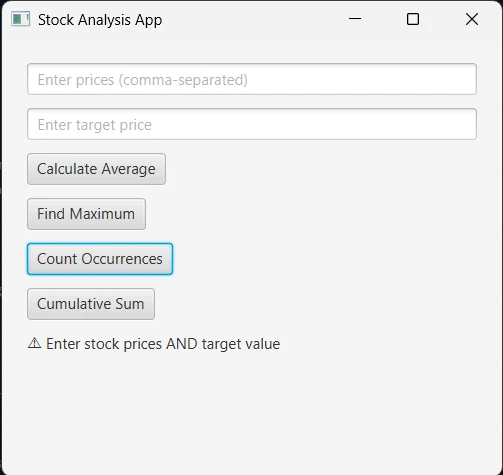 Stock Analysis App
Enter prices (comma-separated)
Enter target price
Calculate Average
Find Maximum
Count Occurrences
Cumulative Sum
⚠ Enter stock prices AND target value